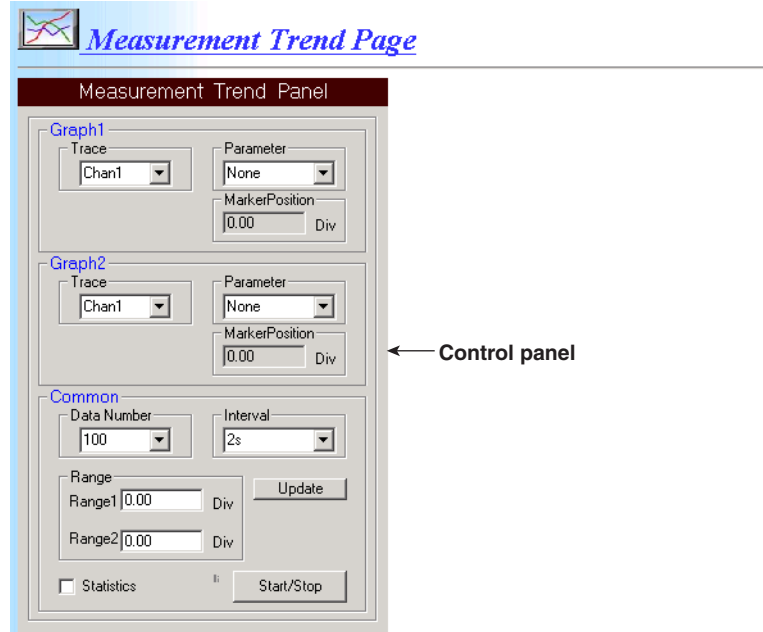 Measurement Trend Page
Measurement Trend Panel
Graph1
Trace
Parameter
Chan1
None
MarkerPosition
0.00 Div
Graph2
Trace
Parameter
Chan1
None
MarkerPosition
0.00 Div
Control panel
Common
Data Number
Interval
100
2s
Range
Range1 0.00 Div
Update
Range2 0.00 Div
Statistics
Start/Stop